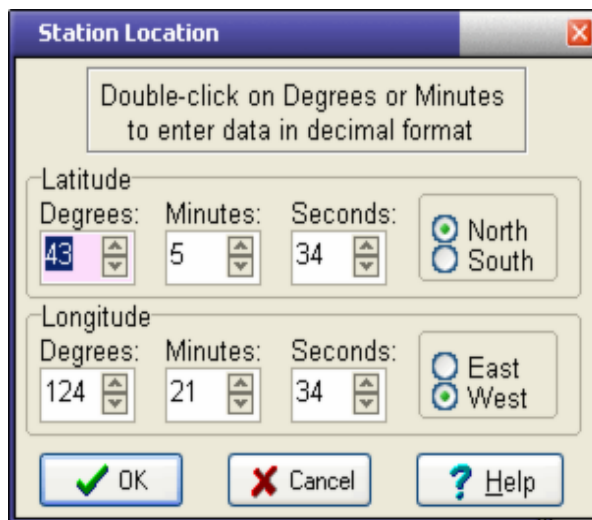 Station Location
Double-click on Degrees or Minutes
to enter data in decimal format
Latitude
Degrees: Minutes: Seconds:
43 5 34
North
South
Longitude
Degrees: Minutes: Seconds:
124 21 34
East
West
OK Cancel ? Help